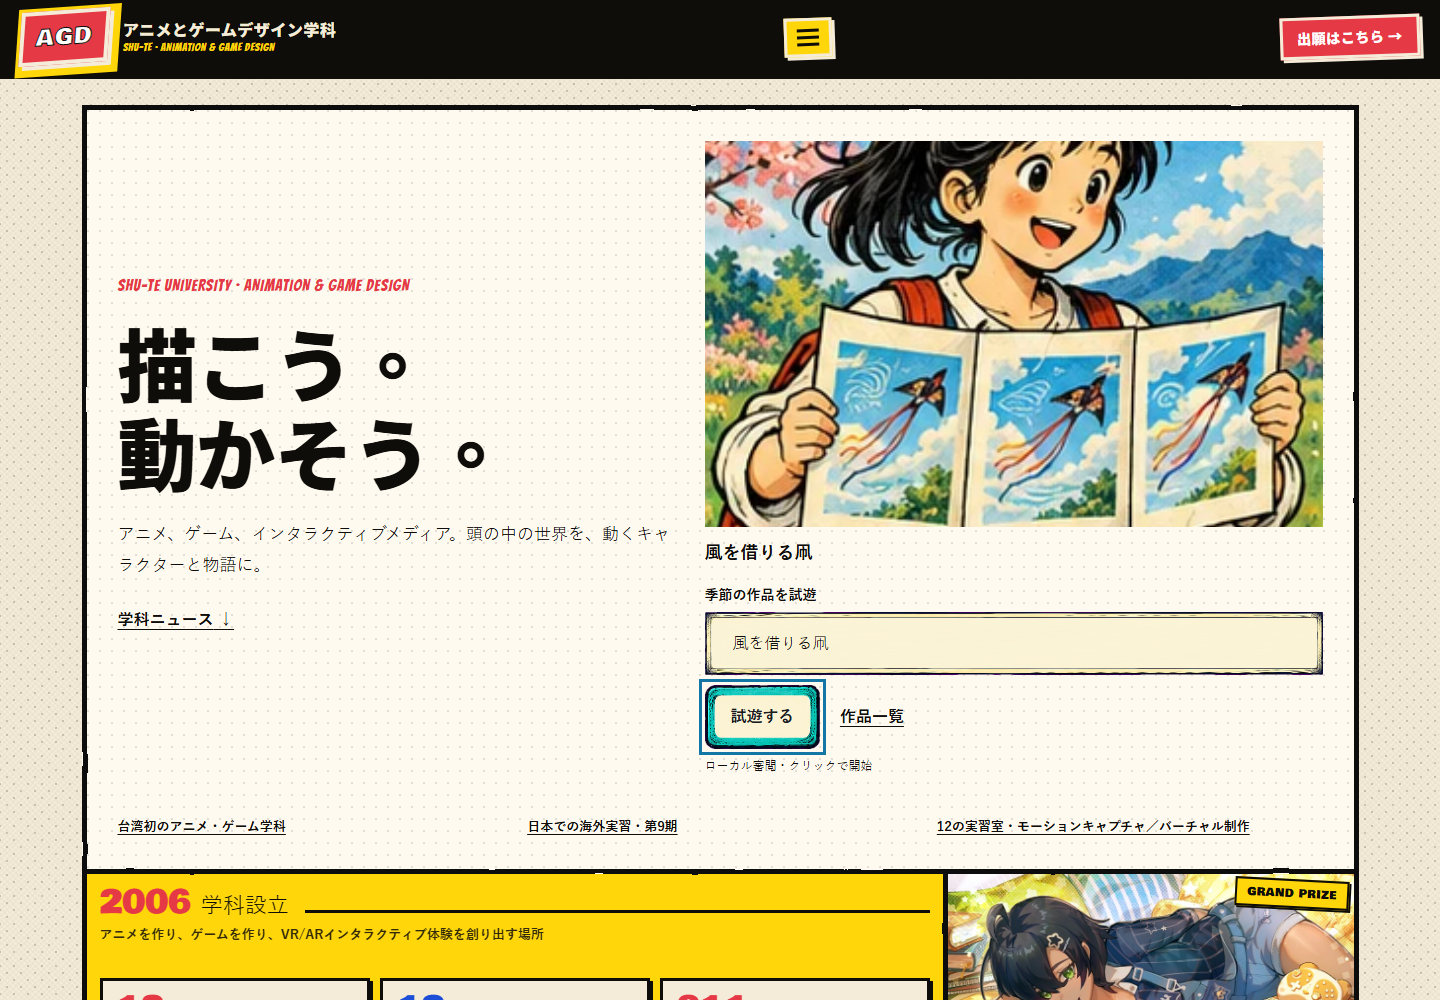 AGD
アニメとゲームデザイン学科
SHU-TE · ANIMATION & GAME DESIGN
出願はこちら →
SHU-TE UNIVERSITY · ANIMATION & GAME DESIGN
描こう。
動かそう。
アニメ、ゲーム、インタラクティブメディア。頭の中の世界を、動くキャ
ラクターと物語に。
学科ニュース ↓
風を借りる凧
季節の作品を試遊
風を借りる凧
試遊する
作品一覧
ローカル審閲・クリックで開始
台湾初のアニメ・ゲーム学科
日本での海外実習・第9期
12の実習室・モーションキャプチャ／バーチャル制作
2006 学科設立
アニメを作り、ゲームを作り、VR/ARインタラクティブ体験を創り出す場所
GRAND PRIZE